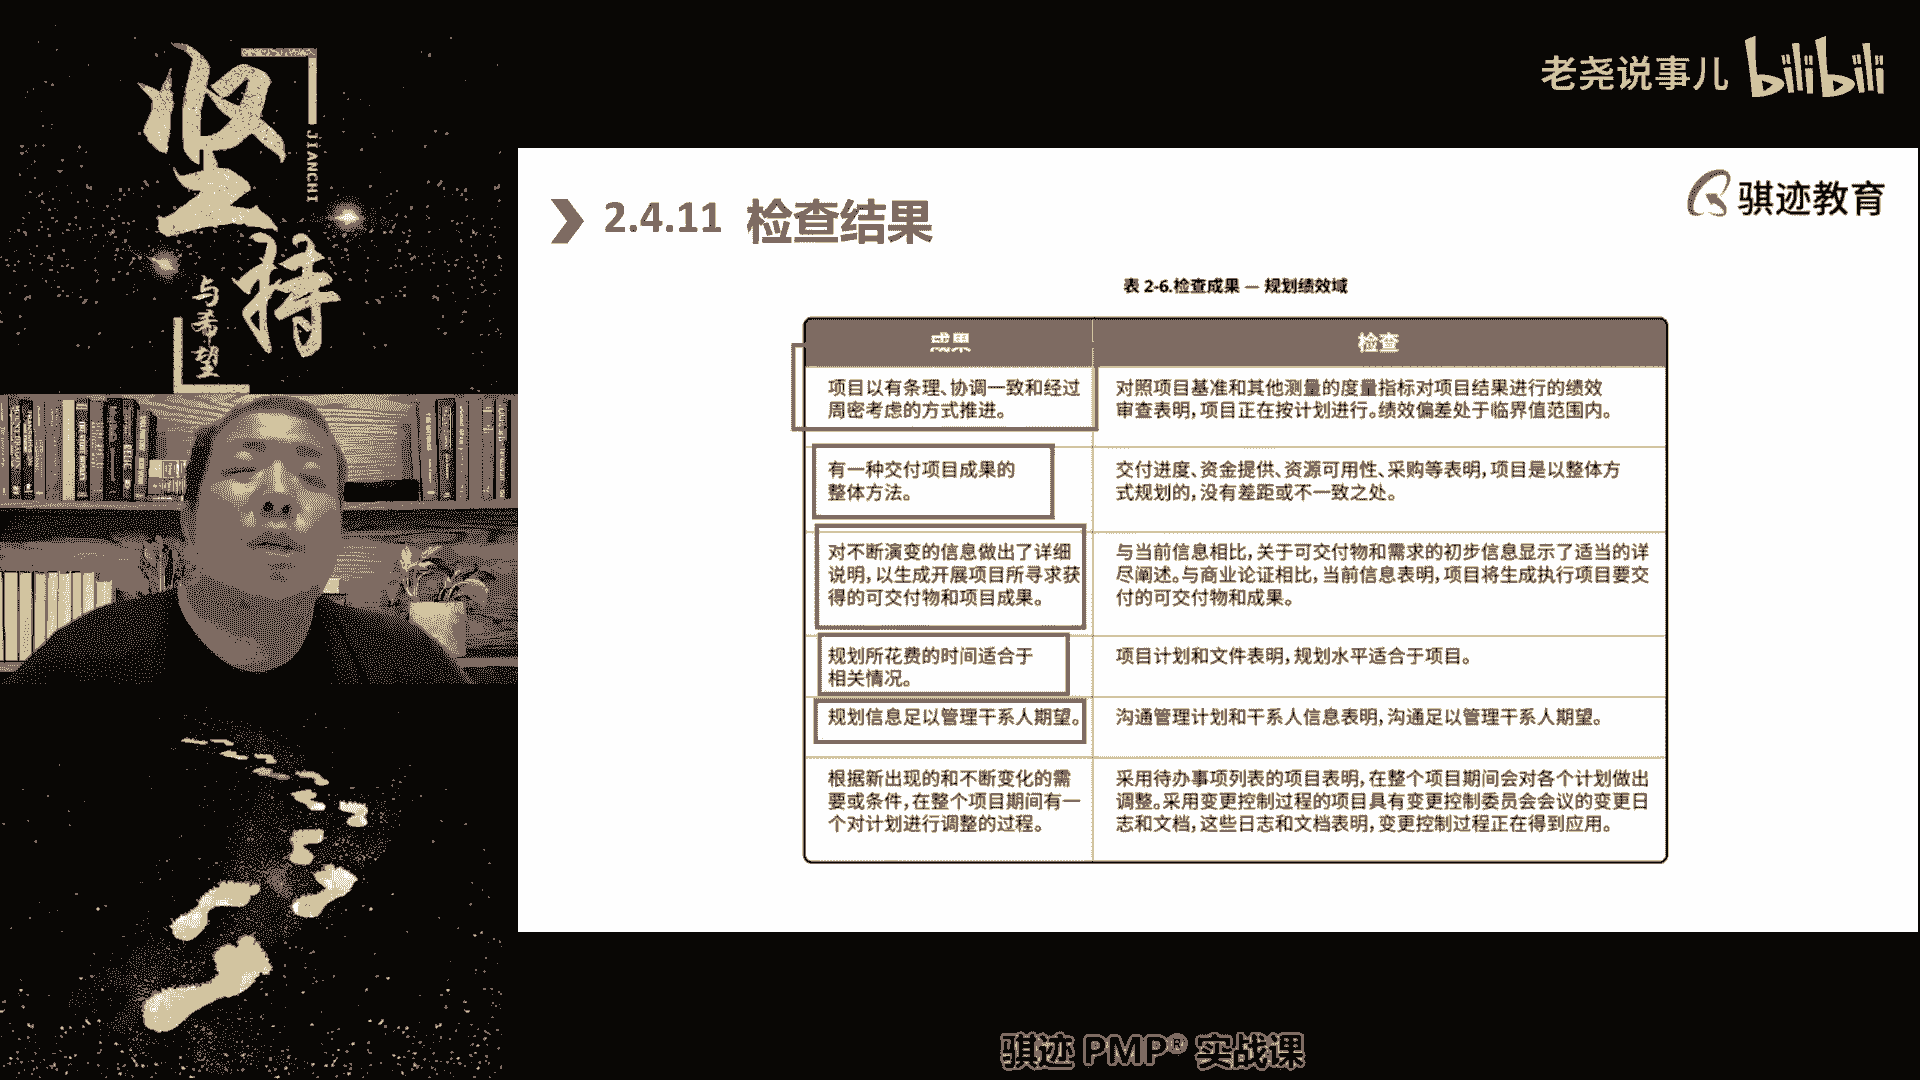 坚
持
JIANCHI
与希望
老尧说事儿 bilibili
骐迹教育
2.4.11 检查结果
表 2-6.检查成果 — 规划绩效域
成果
检查
项目以有条理、协调一致和经过
周密考虑的方式推进。
对照项目基准和其他测量的度量指标对项目结果进行的绩效
审查表明,项目正在按计划进行。绩效偏差处于临界值范围内。
有一种交付项目成果的
整体方法。
交付进度、资金提供、资源可用性、采购等表明,项目是以整体方
式规划的,没有差距或不一致之处。
对不断演变的信息做出了详细
说明,以生成开展项目所寻求获
得的可交付物和项目成果。
与当前信息相比,关于可交付物和需求的初步信息显示了适当的详
尽阐述。与商业论证相比,当前信息表明,项目将生成执行项目要交
付的可交付物和成果。
规划所花费的时间适合于
相关情况。
项目计划和文件表明,规划水平适合于项目。
规划信息足以管理干系人期望。
沟通管理计划和干系人信息表明,沟通足以管理干系人期望。
根据新出现的和不断变化的需
要或条件,在整个项目期间有一
个对计划进行调整的过程。
采用待办事项列表的项目表明,在整个项目期间会对各个计划做出
调整。采用变更控制过程的项目具有变更控制委员会会议的变更日
志和文档,这些日志和文档表明,变更控制过程正在得到应用。
骐迹 PMP® 实战课